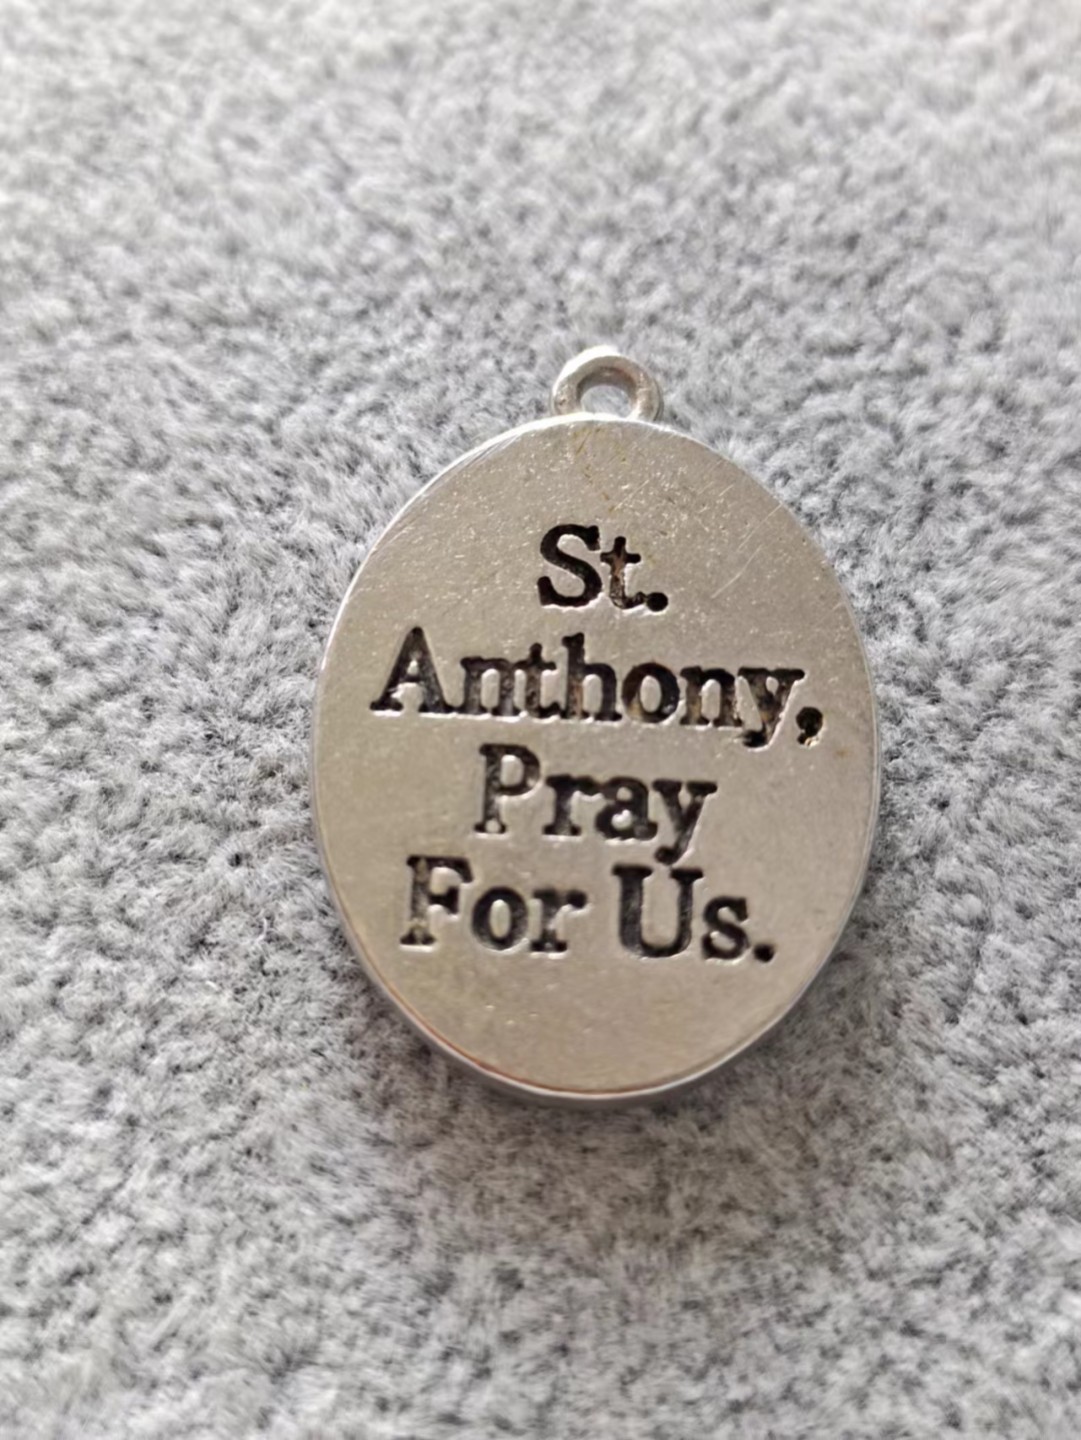 St.
Anthony,
Pray
For Us.